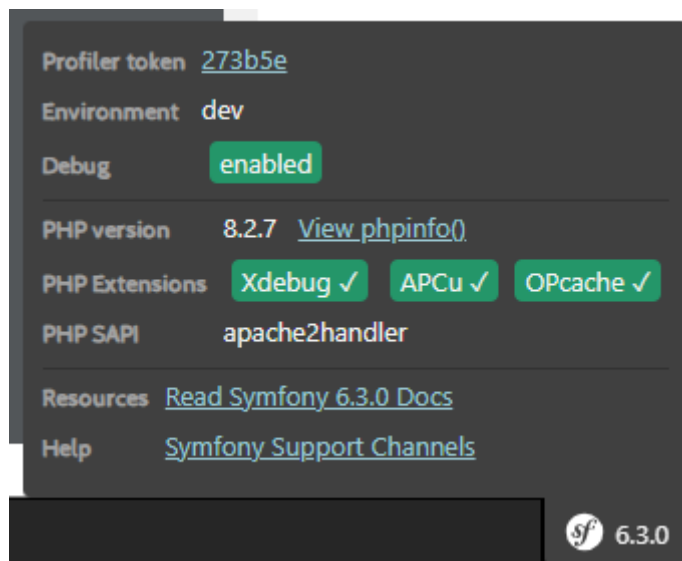 Profiler token 273b5e
Environment dev
Debug enabled
PHP version 8.2.7 View phpinfo()
PHP Extensions Xdebug ✓ APCu ✓ OPcache ✓
PHP SAPI apache2handler
Resources Read Symfony 6.3.0 Docs
Help Symfony Support Channels
sf 6.3.0